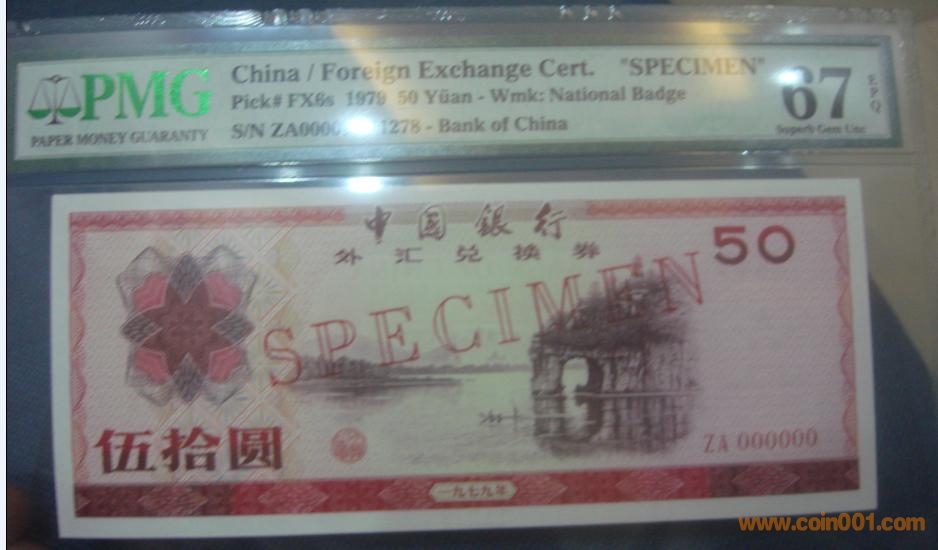 PMG
PAPER MONEY GUARANTY
China / Foreign Exchange Cert. "SPECIMEN"
Pick# FX6s 1979 50 Yüan - Wmk: National Badge
S/N 1278 - Bank of China
67
EPQ
Superb Gem Unc
中国银行
外汇兑换券
50
SPECIMEN
伍拾圆
ZA 000000
一九七九年
www.coin001.com